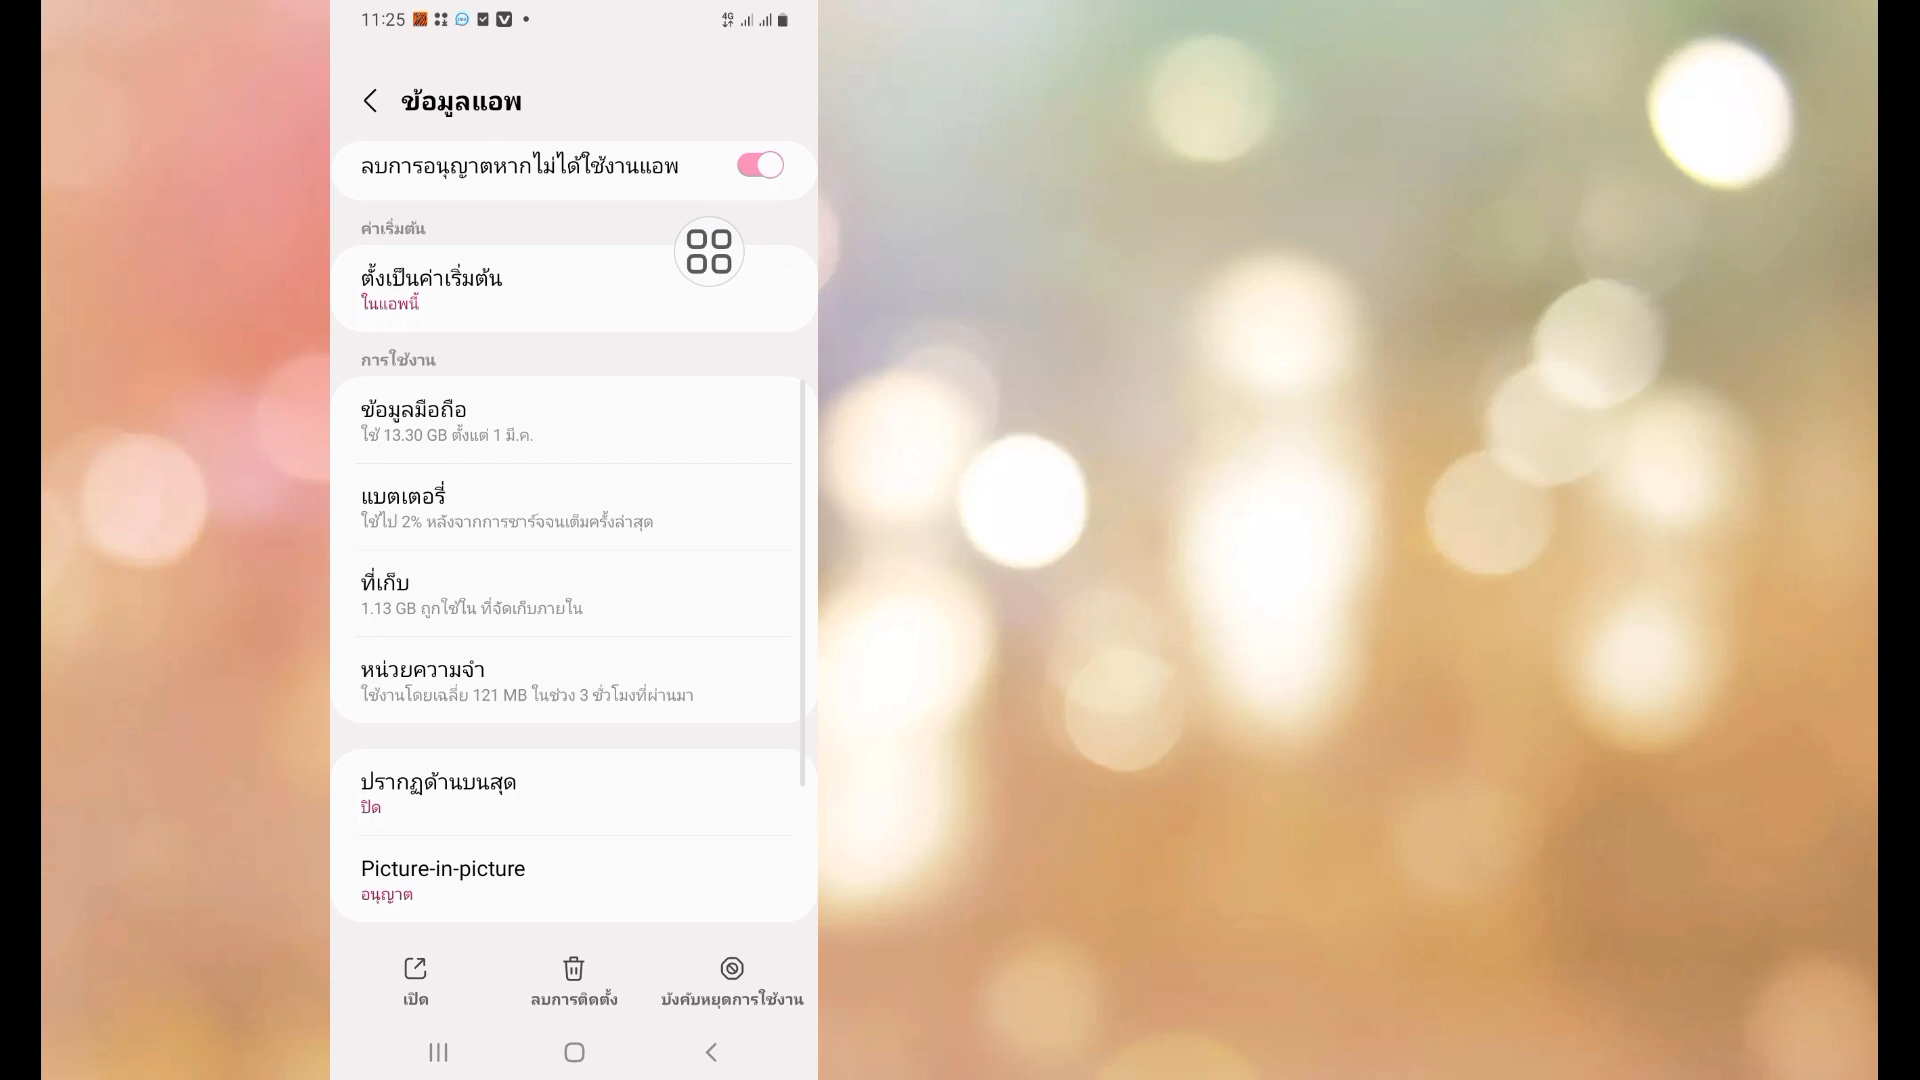 11:25
4G
ข้อมูลแอพ
ลบการอนุญาตหากไม่ได้ใช้งานแอพ
ค่าเริ่มต้น
ตั้งเป็นค่าเริ่มต้น
ในแอพนี้
การใช้งาน
ข้อมูลมือถือ
ใช้ 13.30 GB ตั้งแต่ 1 มี.ค.
แบตเตอรี่
ใช้ไป 2% หลังจากการชาร์จจนเต็มครั้งล่าสุด
ที่เก็บ
1.13 GB ถูกใช้ใน ที่จัดเก็บภายใน
หน่วยความจำ
ใช้งานโดยเฉลี่ย 121 MB ในช่วง 3 ชั่วโมงที่ผ่านมา
ปรากฏด้านบนสุด
ปิด
Picture-in-picture
อนุญาต
เปิด
ลบการติดตั้ง
บังคับหยุดการใช้งาน